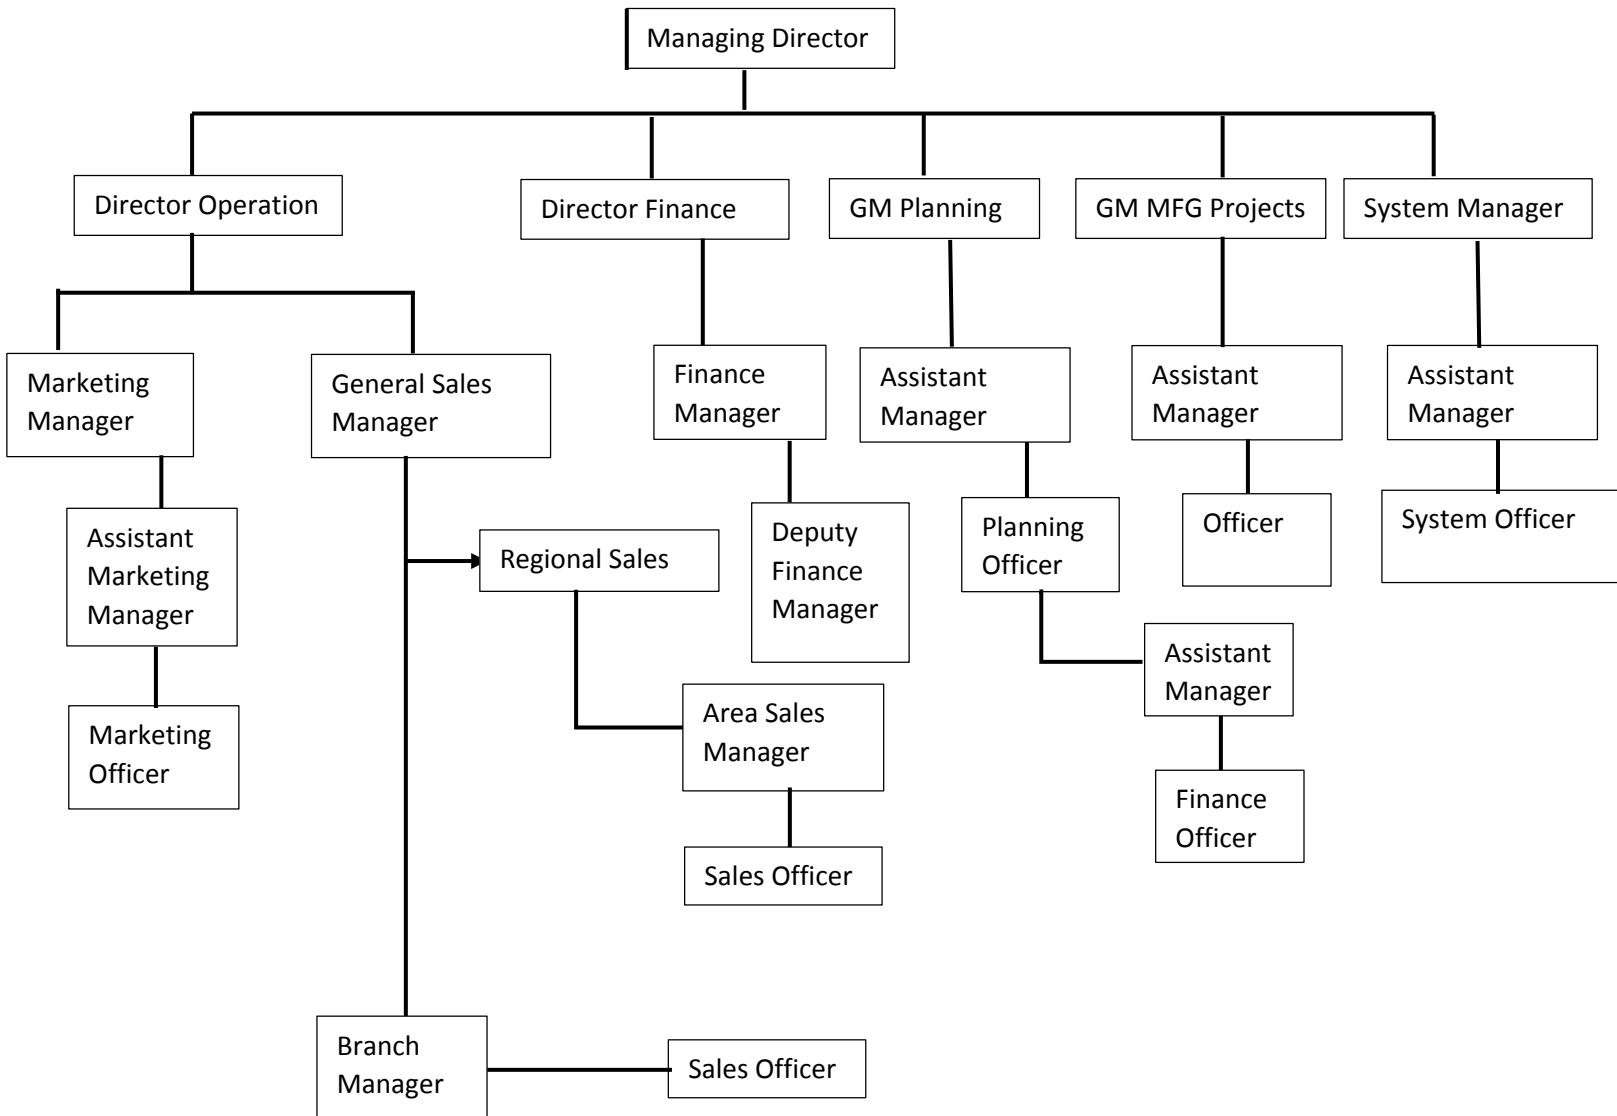 Managing Director
Director Operation
Director Finance
GM Planning
GM MFG Projects
System Manager
Marketing
Manager
General Sales
Manager
Finance
Manager
Assistant
Manager
Assistant
Manager
Assistant
Manager
Assistant
Marketing
Manager
Regional Sales
Deputy
Finance
Manager
Planning
Officer
Officer
System Officer
Assistant
Manager
Marketing
Officer
Area Sales
Manager
Finance
Officer
Sales Officer
Branch
Manager
Sales Officer